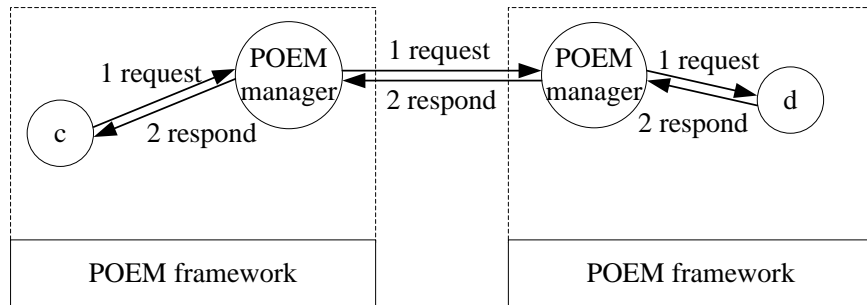 POEM
manager
1 request
c
2 respond
1 request
2 respond
POEM
manager
1 request
d
2 respond
POEM framework
POEM framework